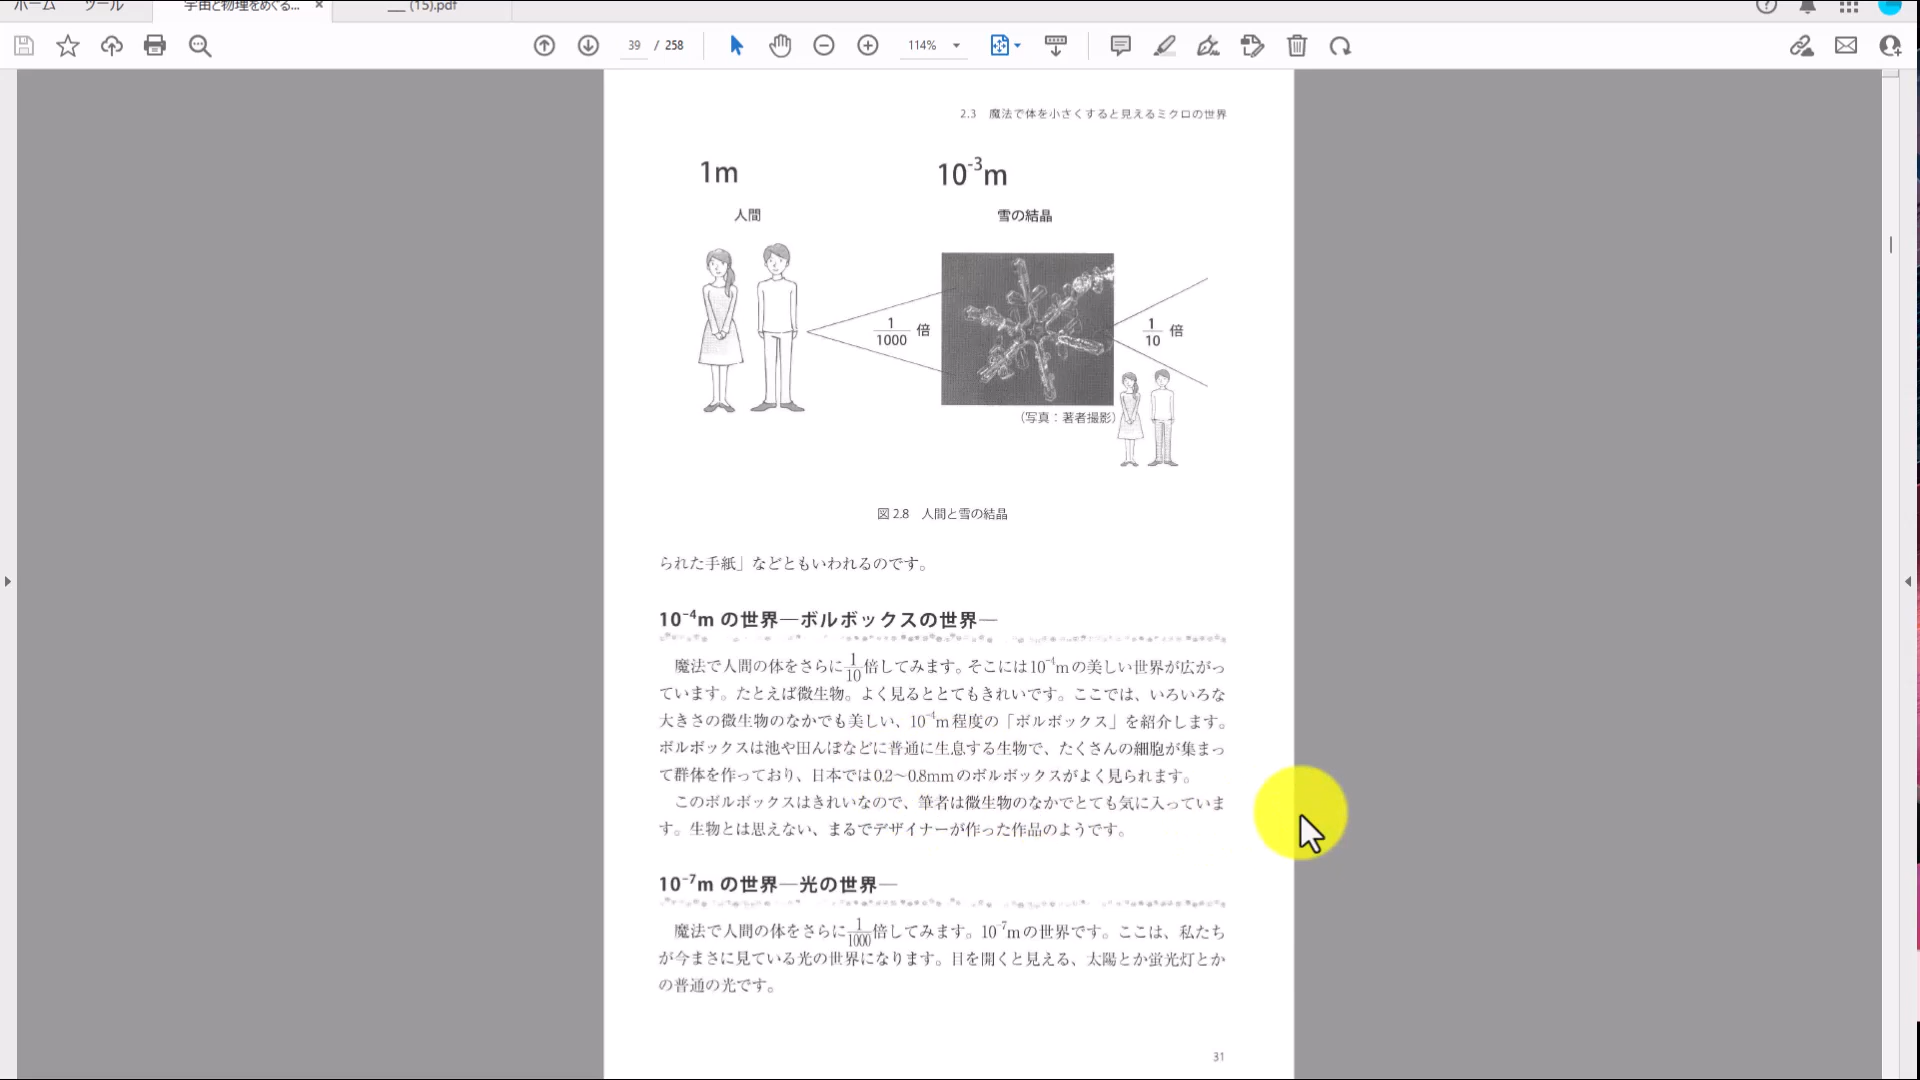 ホーム ツール 宇宙と物理をめぐる... × __ (15).pdf
39 / 258 114%
2.3 魔法で体を小さくすると見えるミクロの世界
1m 10⁻³m
人間 雪の結晶
1/1000 倍 1/10 倍
(写真：著者撮影)
図 2.8 人間と雪の結晶
られた手紙」などともいわれるのです。
10⁻⁴m の世界―ボルボックスの世界―
魔法で人間の体をさらに1/10倍してみます。そこには10⁻⁴mの美しい世界が広がっ
ています。たとえば微生物。よく見るととてもきれいです。ここでは、いろいろな
大きさの微生物のなかでも美しい、10⁻⁴m程度の「ボルボックス」を紹介します。
ボルボックスは池や田んぼなどに普通に生息する生物で、たくさんの細胞が集まっ
て群体を作っており、日本では0.2～0.8mmのボルボックスがよく見られます。
このボルボックスはきれいなので、筆者は微生物のなかでとても気に入っていま
す。生物とは思えない、まるでデザイナーが作った作品のようです。
10⁻⁷m の世界―光の世界―
魔法で人間の体をさらに1/1000倍してみます。10⁻⁷mの世界です。ここは、私たち
が今まさに見ている光の世界になります。目を開くと見える、太陽とか蛍光灯とか
の普通の光です。
31